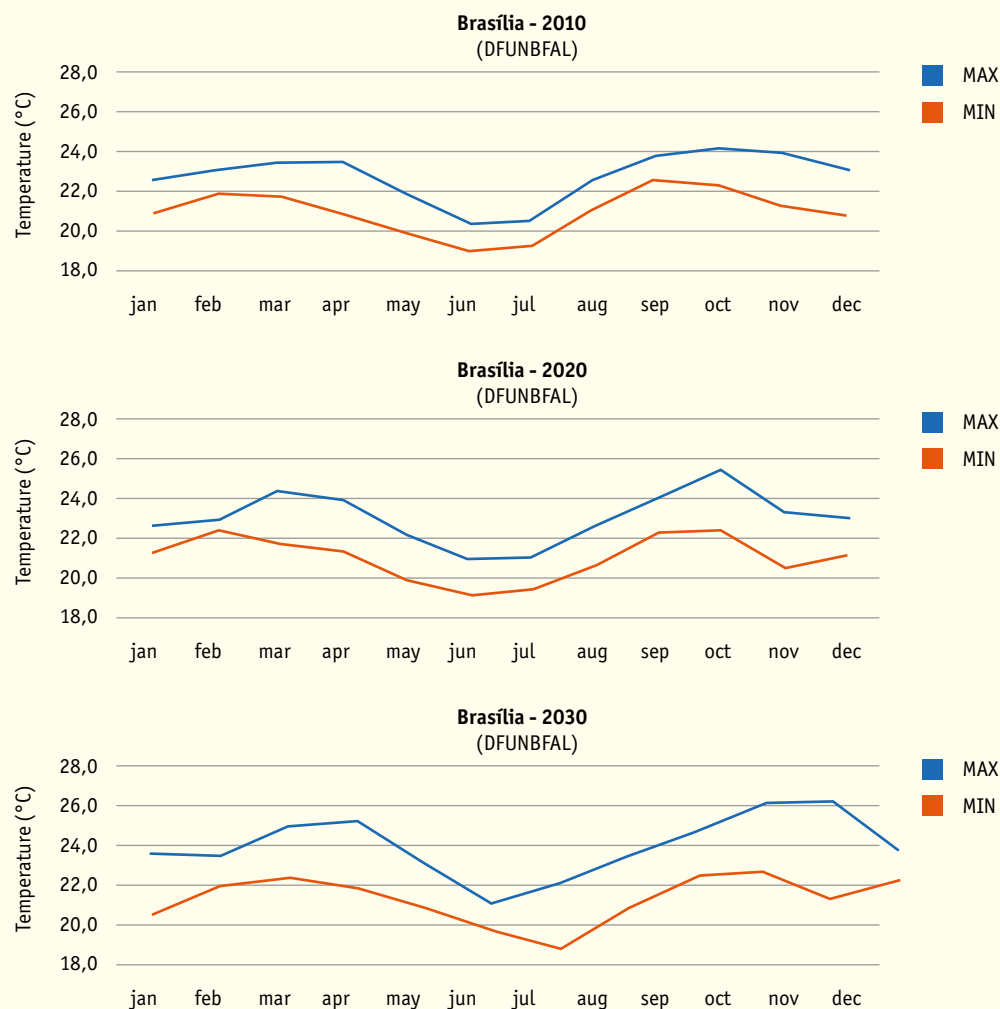 Brasília - 2010
(DFUNBFAL)
MAX
MIN
Temperature (°C)
28,0
26,0
24,0
22,0
20,0
18,0
jan feb mar apr may jun jul aug sep oct nov dec
Brasília - 2020
(DFUNBFAL)
MAX
MIN
Temperature (°C)
28,0
26,0
24,0
22,0
20,0
18,0
jan feb mar apr may jun jul aug sep oct nov dec
Brasília - 2030
(DFUNBFAL)
MAX
MIN
Temperature (°C)
28,0
26,0
24,0
22,0
20,0
18,0
jan feb mar apr may jun jul aug sep oct nov dec